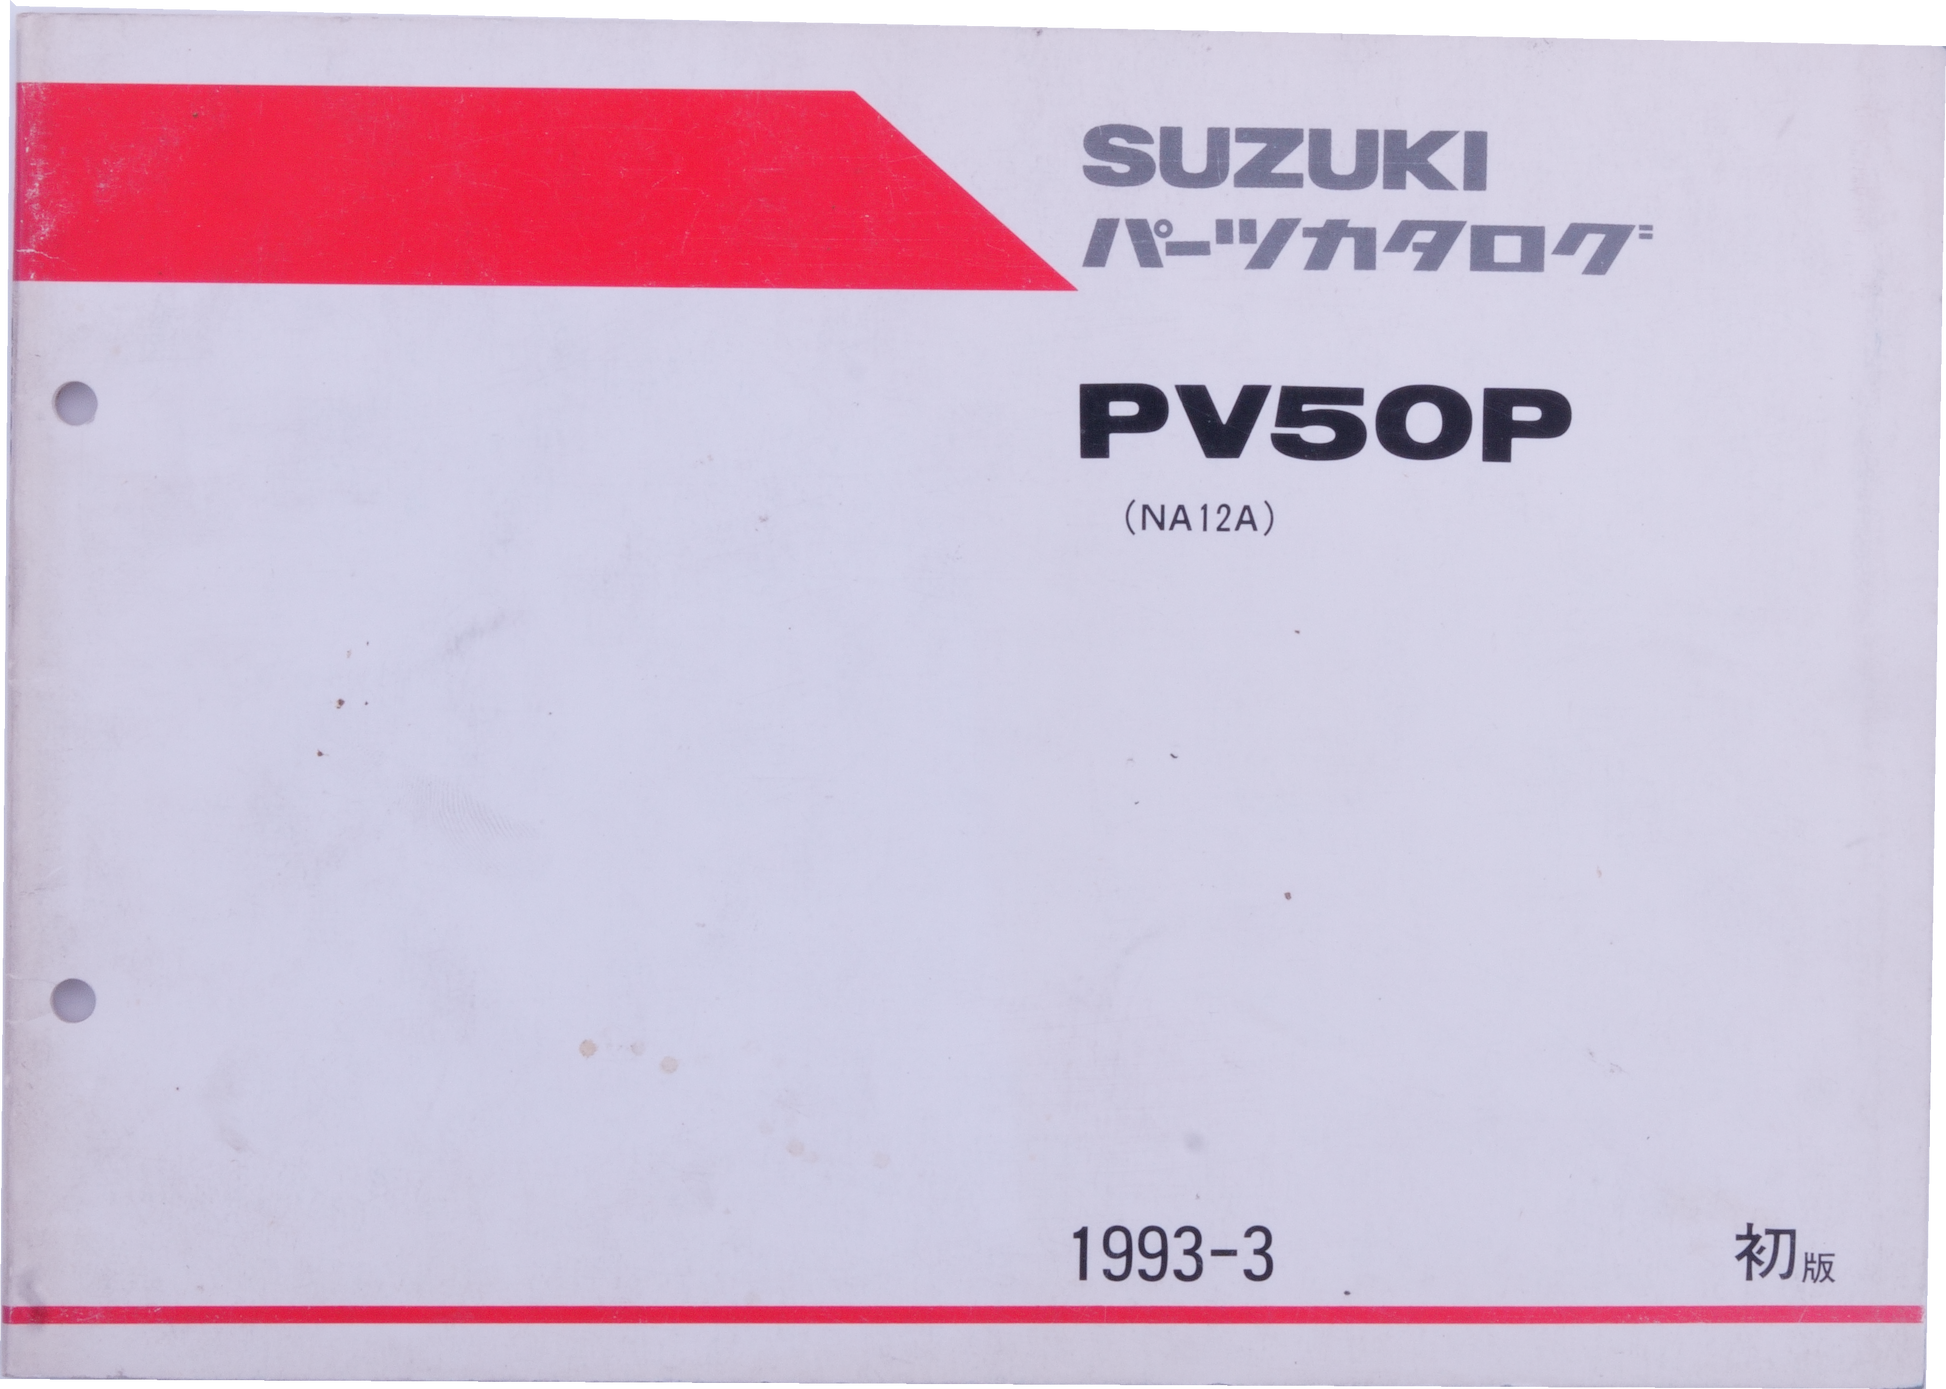 SUZUKI
パーツカタログ
PV50P
(NA12A)
1993-3
初版